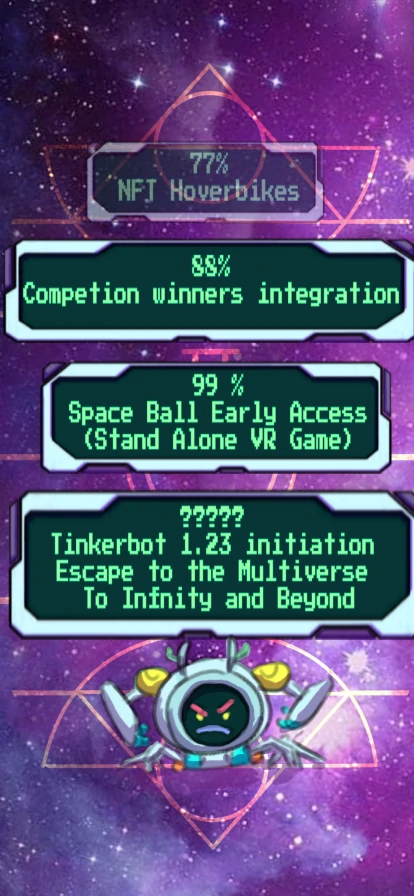 77%
NFT Hoverbikes
88%
Competion winners integration
99 %
Space Ball Early Access
(Stand Alone VR Game)
?????
Tinkerbot 1.23 initiation
Escape to the Multiverse
To Infnity and Beyond